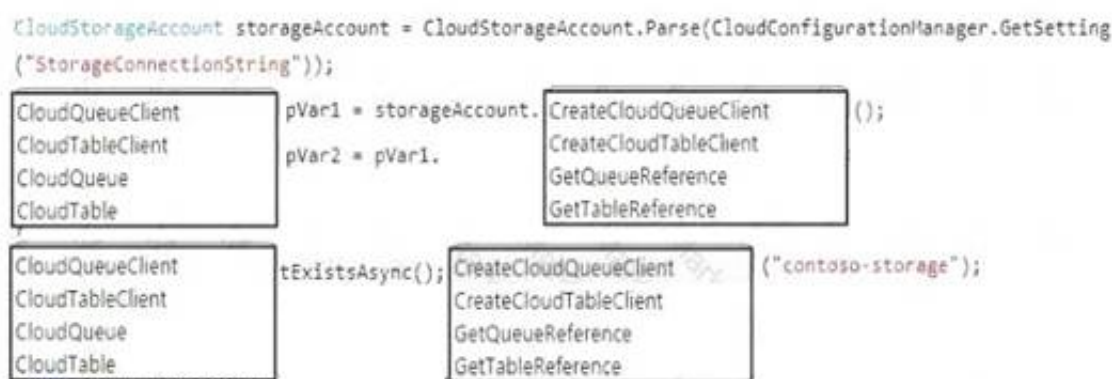 CloudStorageAccount storageAccount = CloudStorageAccount.Parse(CloudConfigurationManager.GetSetting
("StorageConnectionString"));
CloudQueueClient
CloudTableClient
CloudQueue
CloudTable
pVar1 = storageAccount.
pVar2 = pVar1.
CreateCloudQueueClient
CreateCloudTableClient
GetQueueReference
GetTableReference
();
CloudQueueClient
CloudTableClient
CloudQueue
CloudTable
tExistsAsync();
CreateCloudQueueClient
CreateCloudTableClient
GetQueueReference
GetTableReference
("contoso-storage");